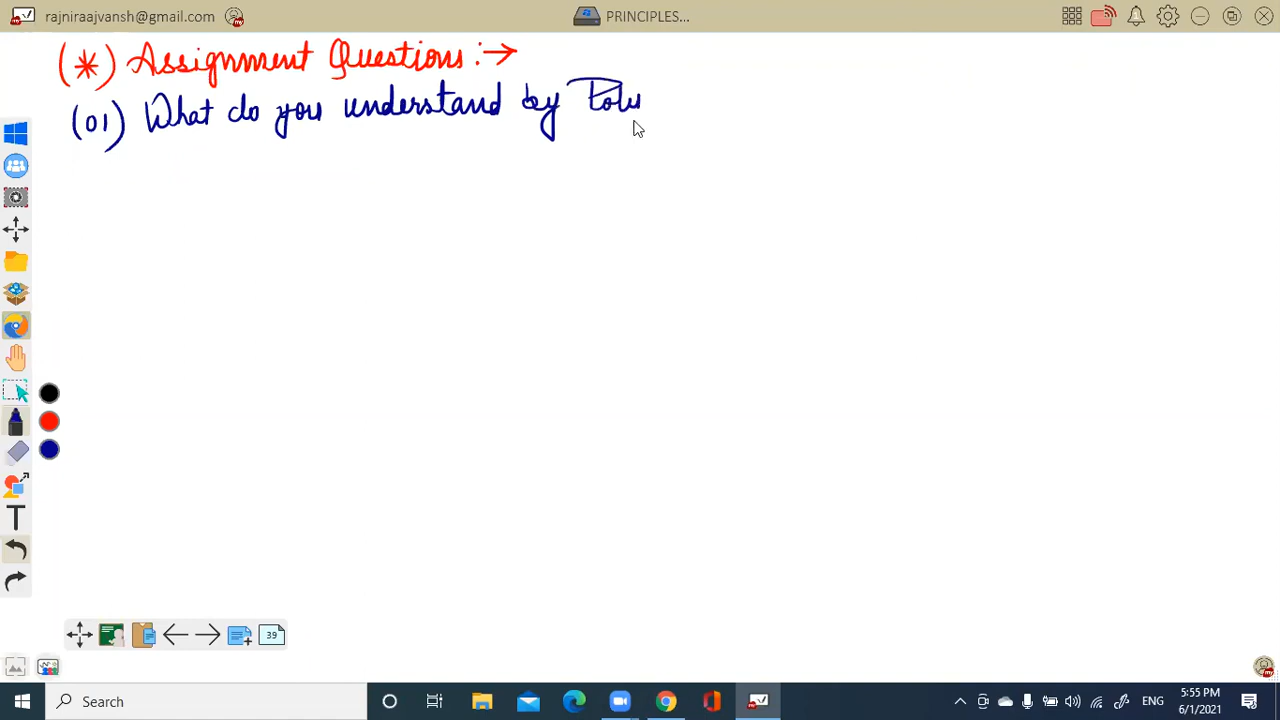 rajniraajvansh@gmail.com
PRINCIPLES...
(*) Assignment Questions :→
(01) What do you understand by
39
Search
ENG
5:55 PM
6/1/2021